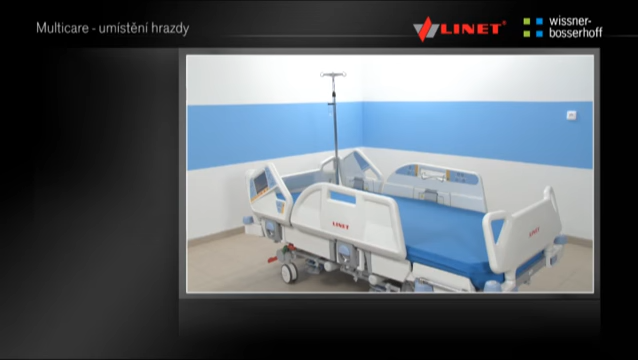 Multicare - umístění hrazdy
LINET®
wissner-
bosserhoff
LINET
LINET